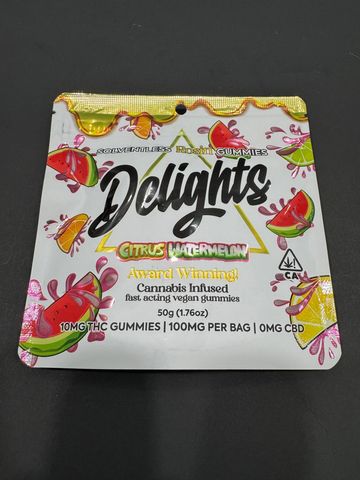 SOLVENTLESS Rosin GUMMIES
Delights
CITRUS WATERMELON
Award Winning!
Cannabis Infused
fast acting vegan gummies
50g (1.76oz)
10MG THC GUMMIES | 100MG PER BAG | 0MG CBD
! CA